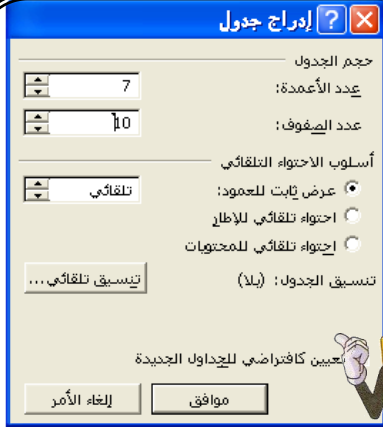 إدراج جدول
حجم الجدول
عدد الأعمدة: 7
عدد الصفوف: 10
أسلوب الاحتواء التلقائي
عرض ثابت للعمود: تلقائي
احتواء تلقائي للإطار
احتواء تلقائي للمحتويات
تنسيق الجدول: (بلا) تنسيق تلقائي...
تعيين كافتراضي للجداول الجديدة
موافق إلغاء الأمر